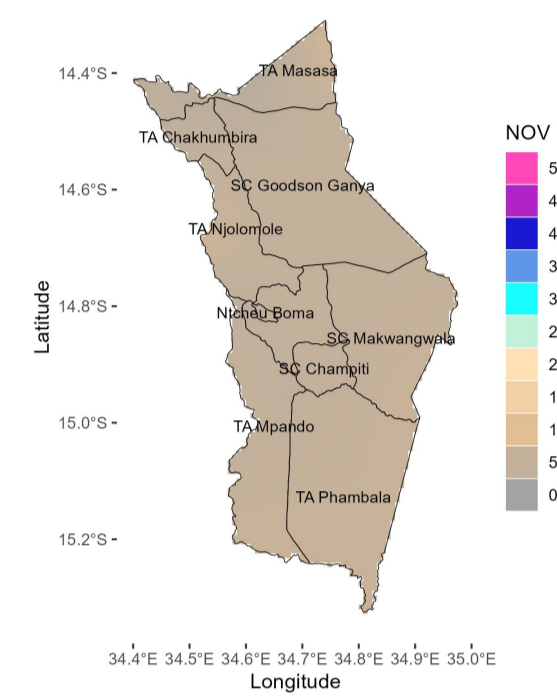 14.4°S
14.6°S
14.8°S
15.0°S
15.2°S
Latitude
TA Masasa
TA Chakhumbira
SC Goodson Ganya
TA Njolomole
Ntcheu Boma
SC Makwangwala
SC Champiti
TA Mpando
TA Phambala
34.4°E 34.5°E 34.6°E 34.7°E 34.8°E 34.9°E 35.0°E
Longitude
NOV
5
4
4
3
3
2
2
1
1
5
0